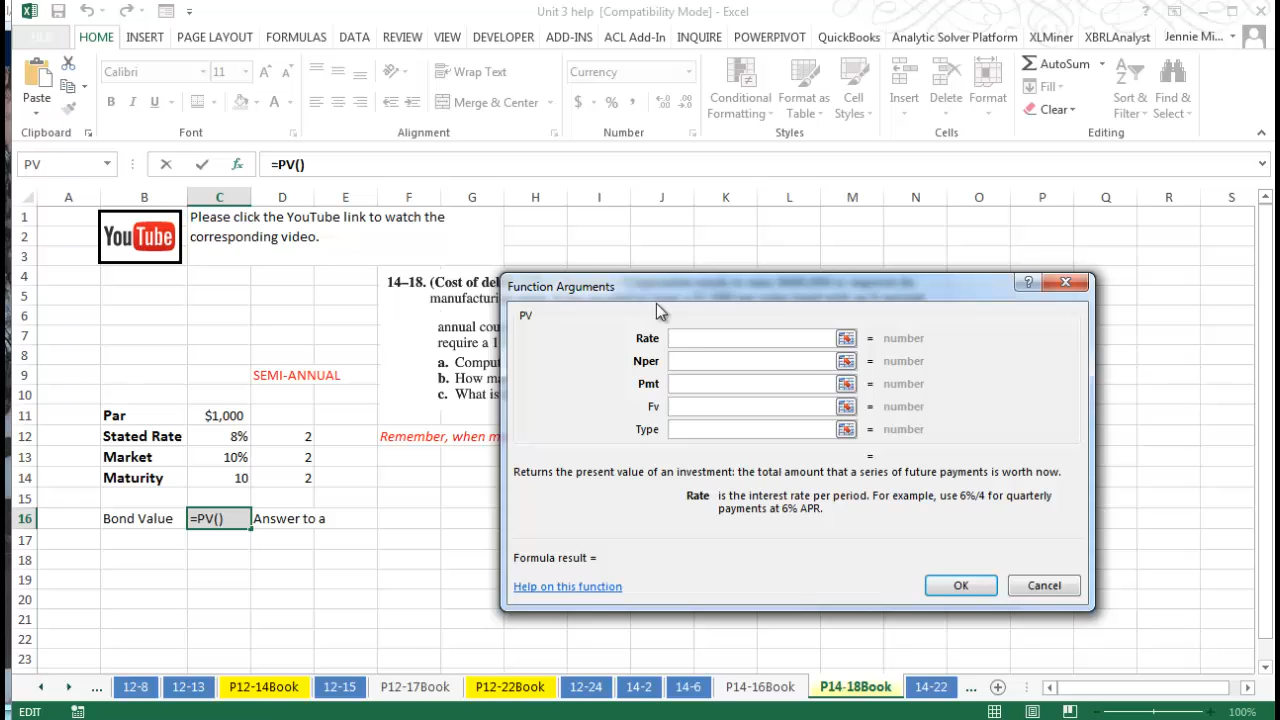 Unit 3 help [Compatibility Mode] - Excel
HOME INSERT PAGE LAYOUT FORMULAS DATA REVIEW VIEW DEVELOPER ADD-INS ACL Add-In INQUIRE POWERPIVOT QuickBooks Analytic Solver Platform XLMiner XBRLAnalyst Jennie Mi...
Paste
Calibri 11
B I U A
Wrap Text
Merge & Center
Currency
$ % ,
Conditional Formatting
Format as Table
Cell Styles
Insert Delete Format
AutoSum
Fill
Clear
Sort & Filter
Find & Select
Clipboard Font Alignment Number Styles Cells Editing
PV fx =PV()
A B C D E F G H I J K L M N O P Q R S
1
2
3
4
5
6
7
8
9
10
11
12
13
14
15
16
17
18
19
20
21
22
23
YouTube
Please click the YouTube link to watch the
corresponding video.
14–18. (Cost of de
manufacturi
annual cou
require a 1
a. Comput
b. How ma
c. What is
SEMI-ANNUAL
Par $1,000
Stated Rate 8% 2
Remember, when m
Market 10% 2
Maturity 10 2
Bond Value =PV() Answer to a
Function Arguments
PV
Rate = number
Nper = number
Pmt = number
Fv = number
Type = number
=
Returns the present value of an investment: the total amount that a series of future payments is worth now.
Rate is the interest rate per period. For example, use 6%/4 for quarterly
payments at 6% APR.
Formula result =
Help on this function
OK Cancel
... 12-8 12-13 P12-14Book 12-15 P12-17Book P12-22Book 12-24 14-2 14-6 P14-16Book P14-18Book 14-22 ...
EDIT
100%